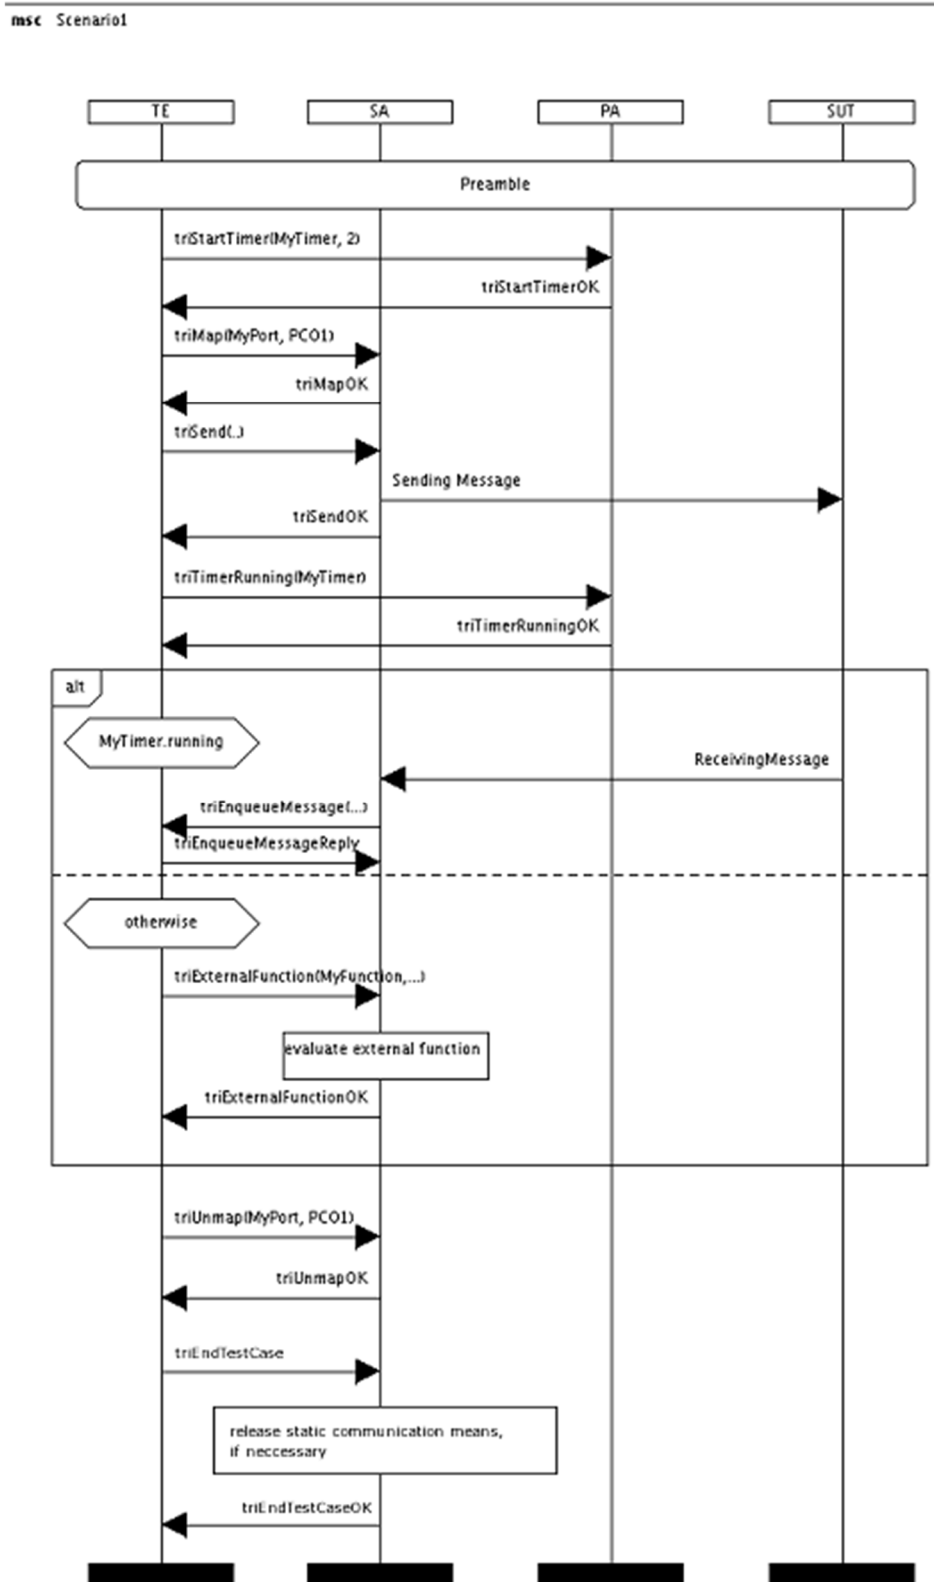 msc Scenario1
TE SA PA SUT
Preamble
triStartTimer(MyTimer, 2)
triStartTimerOK
triMap(MyPort, PCO1)
triMapOK
triSend(..)
Sending Message
triSendOK
triTimerRunning(MyTimer)
triTimerRunningOK
alt
MyTimer.running
ReceivingMessage
triEnqueueMessage(...)
triEnqueueMessageReply
otherwise
triExternalFunction(MyFunction,...)
evaluate external function
triExternalFunctionOK
triUnmap(MyPort, PCO1)
triUnmapOK
triEndTestCase
release static communication means,
if neccessary
triEndTestCaseOK